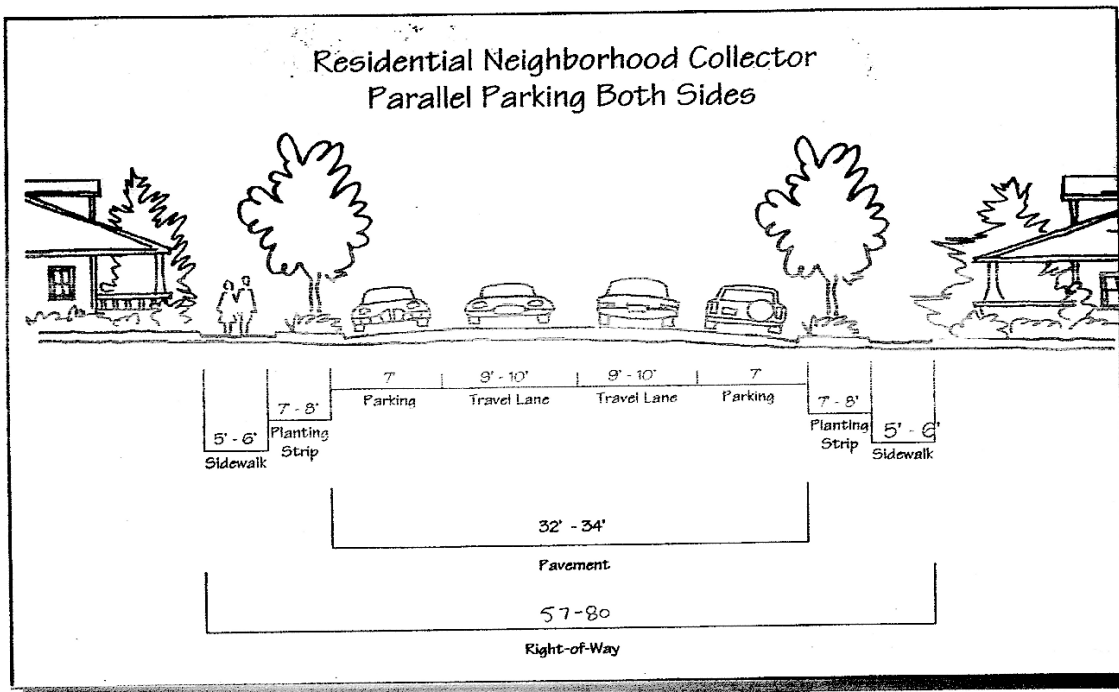 Residential Neighborhood Collector
Parallel Parking Both Sides
7'
Parking
9' - 10'
Travel Lane
9' - 10'
Travel Lane
7'
Parking
7' - 8'
Planting
Strip
7' - 8'
Planting
Strip
5' - 6'
Sidewalk
5' - 6'
Sidewalk
32' - 34'
Pavement
57-80
Right-of-Way